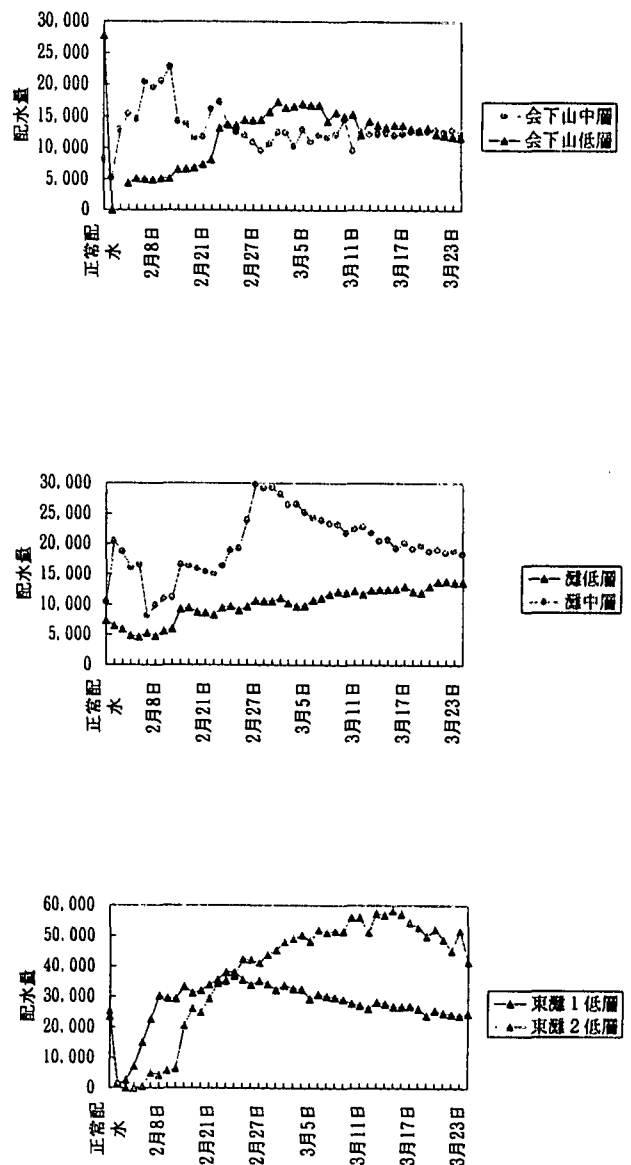 30,000
25,000
20,000
15,000
10,000
5,000
0
配水量
正常配水
2月8日
2月21日
2月27日
3月5日
3月11日
3月17日
3月23日
会下山中層
会下山低層
30,000
25,000
20,000
15,000
10,000
5,000
0
配水量
正常配水
2月8日
2月21日
2月27日
3月5日
3月11日
3月17日
3月23日
灘低層
灘中層
60,000
50,000
40,000
30,000
20,000
10,000
0
配水量
正常配水
2月8日
2月21日
2月27日
3月5日
3月11日
3月17日
3月23日
東灘1低層
東灘2低層